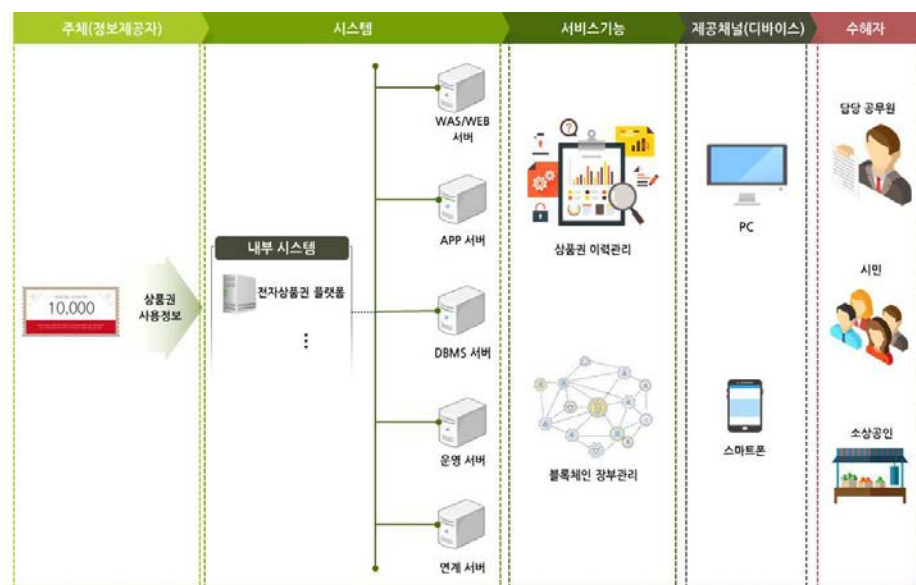 주체(정보제공자)
시스템
서비스기능
제공채널(디바이스)
수혜자
10,000
상품권
사용정보
내부 시스템
전자상품권 플랫폼
WAS/WEB
서버
APP 서버
DBMS 서버
운영 서버
연계 서버
상품권 이력관리
블록체인 장부관리
PC
스마트폰
담당 공무원
시민
소상공인